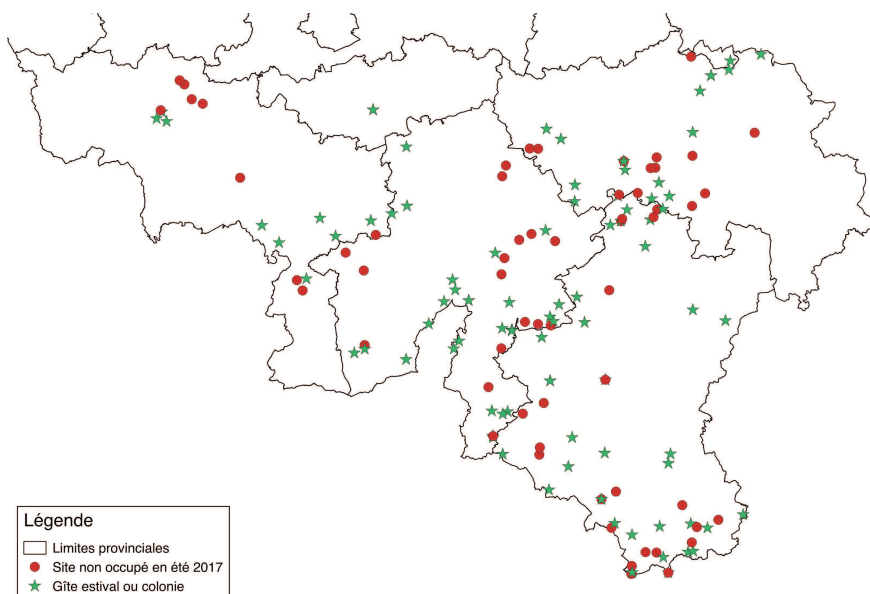 Légende
Limites provinciales
Site non occupé en été 2017
Gîte estival ou colonie